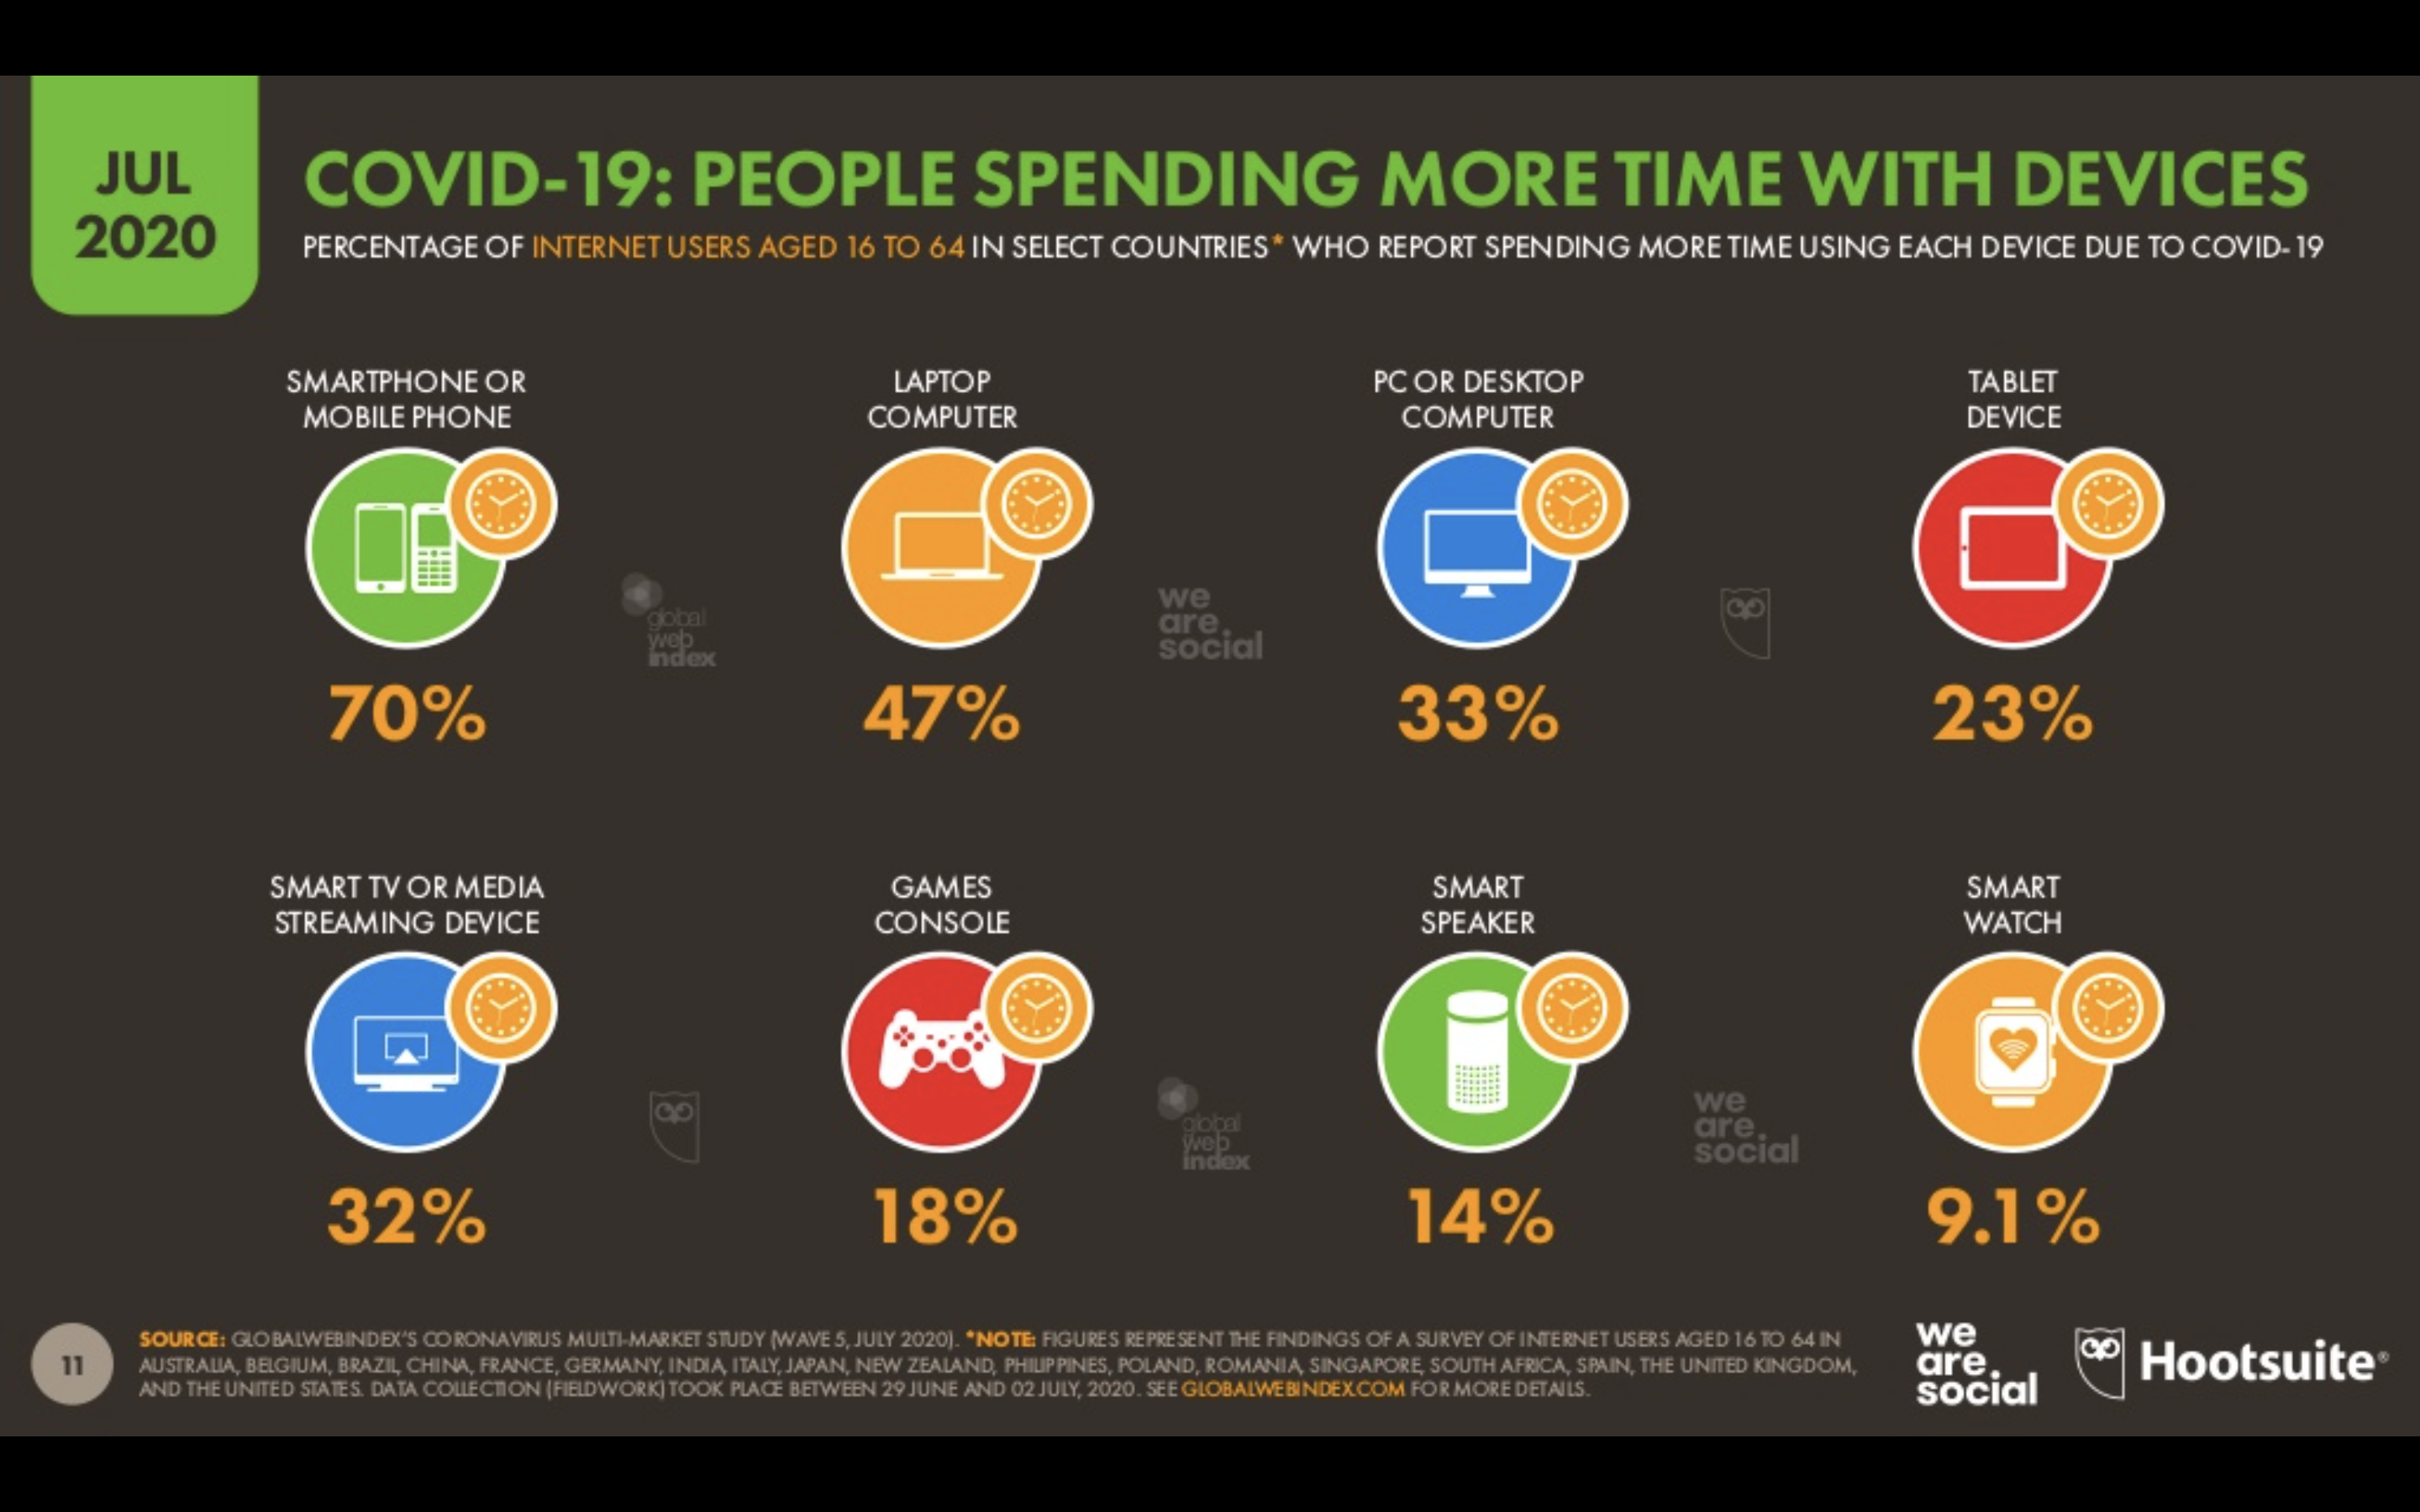 JUL
2020
COVID-19: PEOPLE SPENDING MORE TIME WITH DEVICES
PERCENTAGE OF INTERNET USERS AGED 16 TO 64 IN SELECT COUNTRIES* WHO REPORT SPENDING MORE TIME USING EACH DEVICE DUE TO COVID-19
SMARTPHONE OR
MOBILE PHONE
70%
LAPTOP
COMPUTER
47%
PC OR DESKTOP
COMPUTER
33%
TABLET
DEVICE
23%
global
web
index
we
are
social
SMART TV OR MEDIA
STREAMING DEVICE
32%
GAMES
CONSOLE
18%
SMART
SPEAKER
14%
SMART
WATCH
9.1%
global
web
index
we
are
social
11
SOURCE: GLOBALWEBINDEX'S CORONAVIRUS MULTI-MARKET STUDY (WAVE 5, JULY 2020). *NOTE: FIGURES REPRESENT THE FINDINGS OF A SURVEY OF INTERNET USERS AGED 16 TO 64 IN
AUSTRALIA, BELGIUM, BRAZIL, CHINA, FRANCE, GERMANY, INDIA, ITALY, JAPAN, NEW ZEALAND, PHILIPPINES, POLAND, ROMANIA, SINGAPORE, SOUTH AFRICA, SPAIN, THE UNITED KINGDOM,
AND THE UNITED STATES. DATA COLLECTION (FIELDWORK) TOOK PLACE BETWEEN 29 JUNE AND 02 JULY, 2020. SEE GLOBALWEBINDEX.COM FOR MORE DETAILS.
we
are
social
Hootsuite®